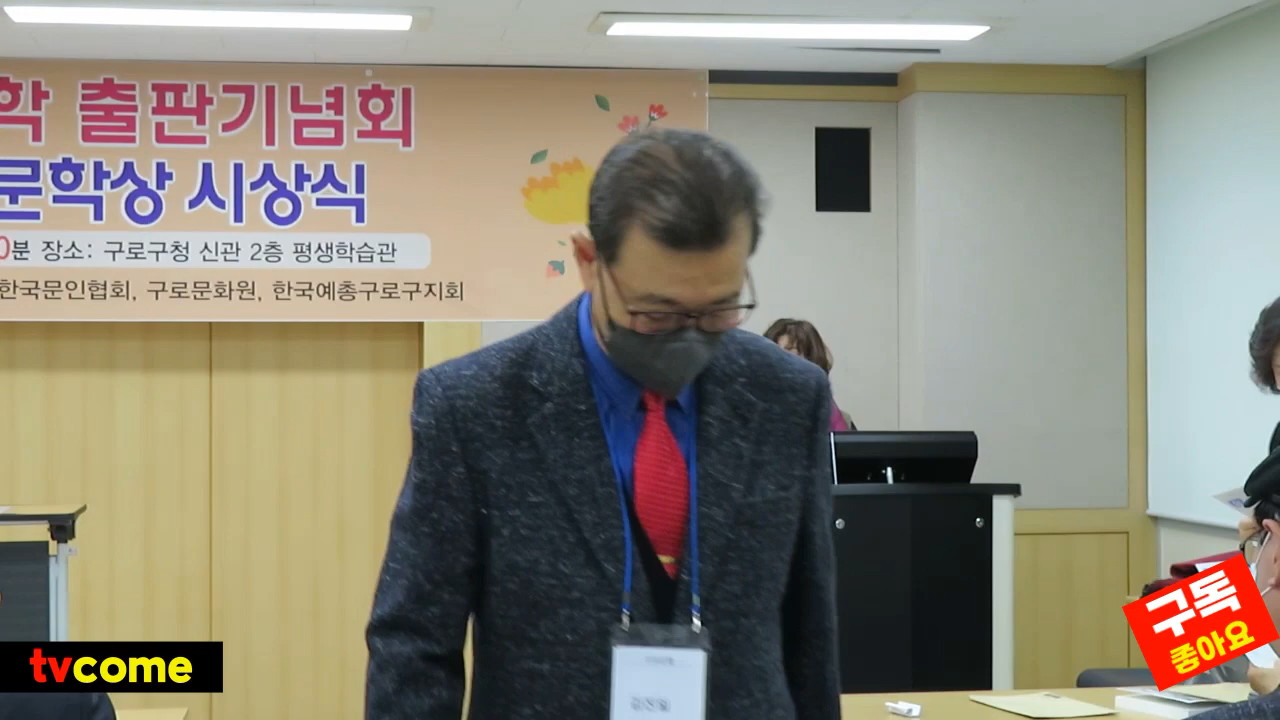 학 출판기념회
문학상 시상식
0분 장소: 구로구청 신관 2층 평생학습관
한국문인협회, 구로문화원, 한국예총구로구지회
tvcome
구독
좋아요